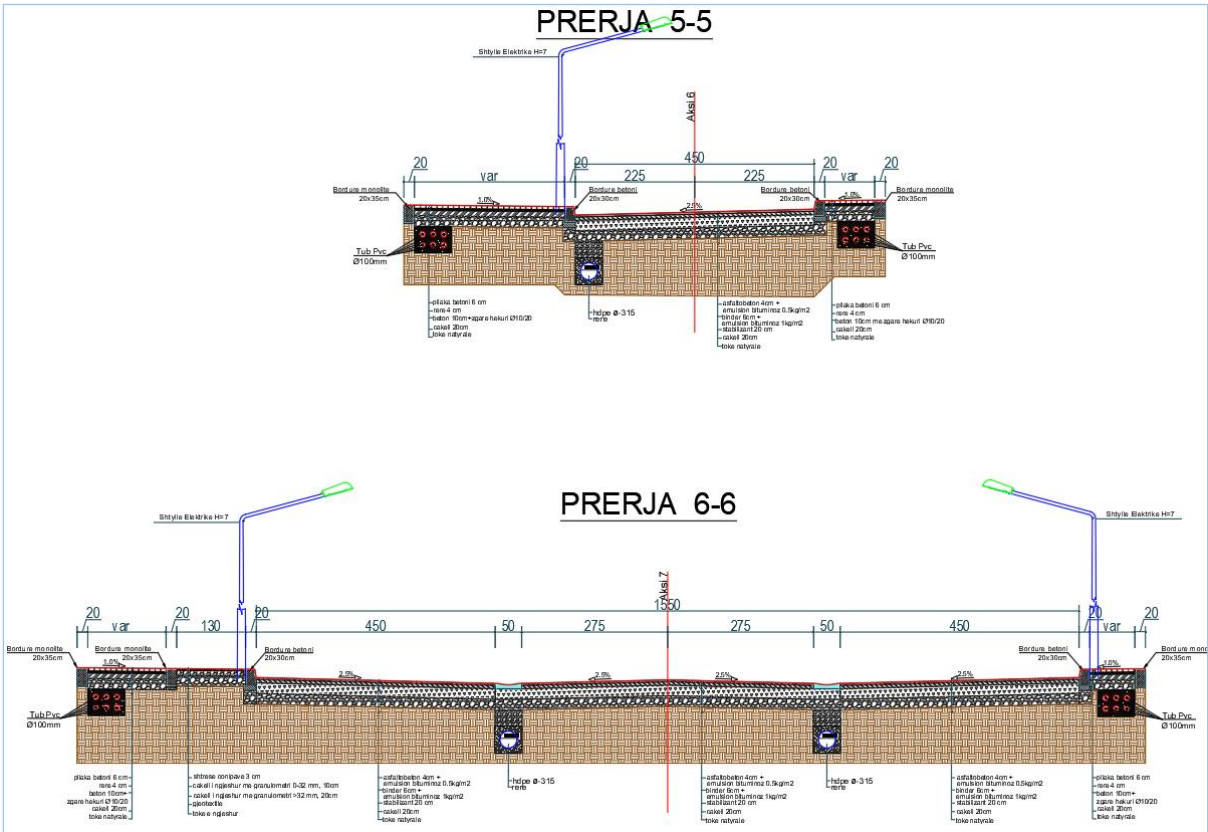 PRERJA 5-5
Shtylle Elektrike H=7
Aksi 6
450
20
var
20
225
225
20
var
20
Bordure monolite
20x35cm
Bordure betoni
20x30cm
Bordure betoni
20x30cm
Bordure monolite
20x35cm
1.0%
2.5%
1.0%
Tub Pvc
Ø100mm
Tub Pvc
Ø100mm
pllaka betoni 6 cm
rere 4 cm
beton 10cm+zgare hekuri Ø10/20
cakell 20cm
toke natyrale
hdpe ø-315
rere
asfaltobeton 4cm +
emulsion bituminoz 0.5kg/m2
binder 6cm +
emulsion bituminoz 1kg/m2
stabilizant 20 cm
cakell 20cm
toke natyrale
pllaka betoni 6 cm
rere 4 cm
beton 10cm me zgare hekuri Ø10/20
cakell 20cm
toke natyrale
PRERJA 6-6
Shtylle Elektrike H=7
Shtylle Elektrike H=7
Aksi 7
1550
20
var
20
130
20
450
50
275
275
50
450
20
var
20
Bordure monolite
20x35cm
Bordure monolite
20x35cm
Bordure betoni
20x30cm
Bordure betoni
20x30cm
Bordure mono
20x35cm
1.0%
2.5%
2.5%
2.5%
2.5%
1.0%
Tub Pvc
Ø100mm
Tub Pvc
Ø100mm
pllaka betoni 6 cm
rere 4 cm
beton 10cm+
zgare hekuri Ø10/20
cakell 20cm
toke natyrale
shtrese conipave 3 cm
cakell i ngjeshur me granulometri 0-32 mm, 10cm
cakell i ngjeshur me granulometri >32 mm, 20cm
gjeotextile
toke e ngjeshur
asfaltobeton 4cm +
emulsion bituminoz 0.5kg/m2
binder 6cm +
emulsion bituminoz 1kg/m2
stabilizant 20 cm
cakell 20cm
toke natyrale
hdpe ø-315
rere
asfaltobeton 4cm +
emulsion bituminoz 0.5kg/m2
binder 6cm +
emulsion bituminoz 1kg/m2
stabilizant 20 cm
cakell 20cm
toke natyrale
hdpe ø-315
rere
asfaltobeton 4cm +
emulsion bituminoz 0.5kg/m2
binder 6cm +
emulsion bituminoz 1kg/m2
stabilizant 20 cm
cakell 20cm
toke natyrale
pllaka betoni 6 cm
rere 4 cm
beton 10cm+
zgare hekuri Ø10/20
cakell 20cm
toke natyrale